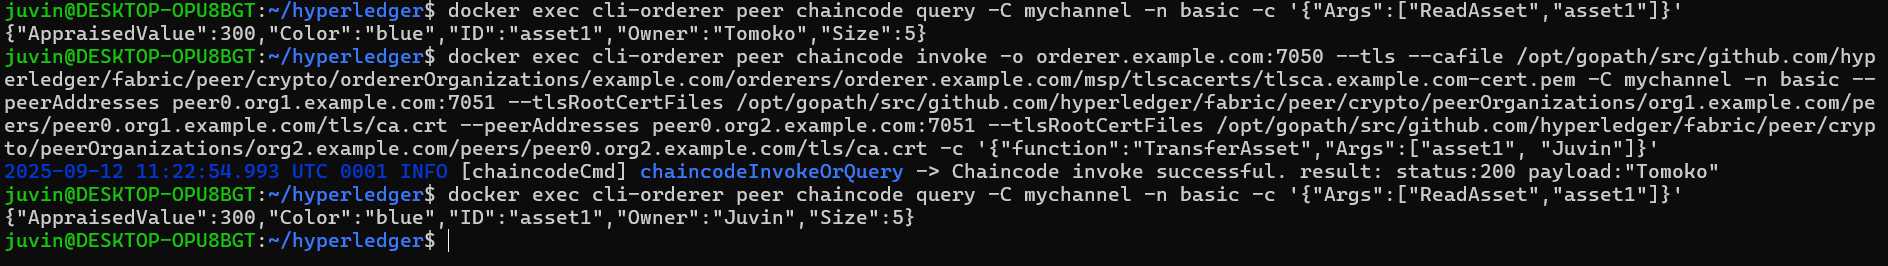 juvin@DESKTOP-OPU8BGT:~/hyperledger$ docker exec cli-orderer peer chaincode query -C mychannel -n basic -c '{"Args":["ReadAsset","asset1"]}'
{"AppraisedValue":300,"Color":"blue","ID":"asset1","Owner":"Tomoko","Size":5}
juvin@DESKTOP-OPU8BGT:~/hyperledger$ docker exec cli-orderer peer chaincode invoke -o orderer.example.com:7050 --tls --cafile /opt/gopath/src/github.com/hyp
erledger/fabric/peer/crypto/ordererOrganizations/example.com/orderers/orderer.example.com/msp/tlscacerts/tlsca.example.com-cert.pem -C mychannel -n basic --
peerAddresses peer0.org1.example.com:7051 --tlsRootCertFiles /opt/gopath/src/github.com/hyperledger/fabric/peer/crypto/peerOrganizations/org1.example.com/pe
ers/peer0.org1.example.com/tls/ca.crt --peerAddresses peer0.org2.example.com:7051 --tlsRootCertFiles /opt/gopath/src/github.com/hyperledger/fabric/peer/cryp
to/peerOrganizations/org2.example.com/peers/peer0.org2.example.com/tls/ca.crt -c '{"function":"TransferAsset","Args":["asset1", "Juvin"]}'
2025-09-12 11:22:54.993 UTC 0001 INFO [chaincodeCmd] chaincodeInvokeOrQuery -> Chaincode invoke successful. result: status:200 payload:"Tomoko"
juvin@DESKTOP-OPU8BGT:~/hyperledger$ docker exec cli-orderer peer chaincode query -C mychannel -n basic -c '{"Args":["ReadAsset","asset1"]}'
{"AppraisedValue":300,"Color":"blue","ID":"asset1","Owner":"Juvin","Size":5}
juvin@DESKTOP-OPU8BGT:~/hyperledger$